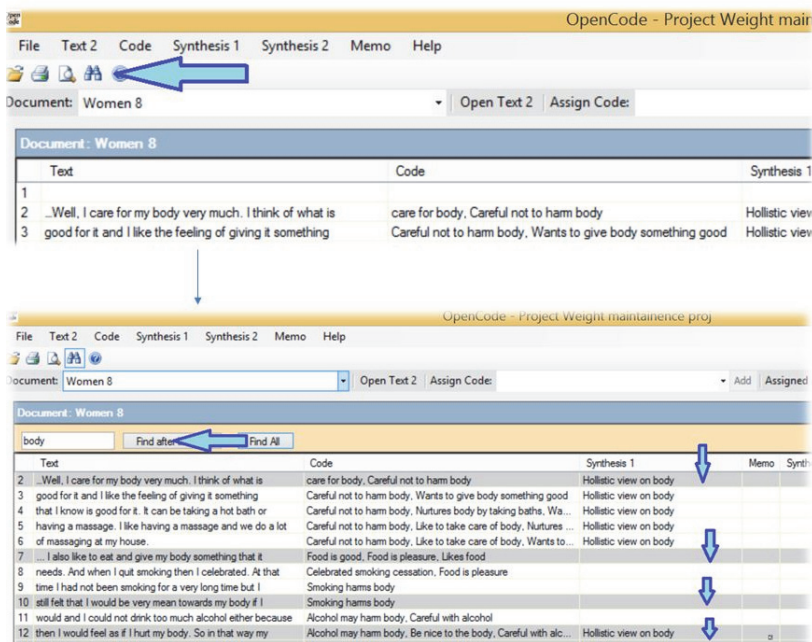 OpenCode - Project Weight main
File Text 2 Code Synthesis 1 Synthesis 2 Memo Help
Document: Women 8 Open Text 2 Assign Code:
Document: Women 8
Text Code Synthesis 1
1
2 ...Well, I care for my body very much. I think of what is care for body, Careful not to harm body Hollistic view
3 good for it and I like the feeling of giving it something Careful not to harm body, Wants to give body something good Hollistic view
OpenCode - Project Weight maintainence proj
File Text 2 Code Synthesis 1 Synthesis 2 Memo Help
Document: Women 8 Open Text 2 Assign Code: Add Assigned
Document: Women 8
body Find after Find All
Text Code Synthesis 1 Memo Synth
2 ...Well, I care for my body very much. I think of what is care for body, Careful not to harm body Hollistic view on body
3 good for it and I like the feeling of giving it something Careful not to harm body, Wants to give body something good Hollistic view on body
4 that I know is good for it. It can be taking a hot bath or Careful not to harm body, Nurtures body by taking baths, Wa... Hollistic view on body
5 having a massage. I like having a massage and we do a lot Careful not to harm body, Like to take care of body, Nurtures ... Hollistic view on body
6 of massaging at my house. Careful not to harm body, Like to take care of body, Wants to... Hollistic view on body
7 .... I also like to eat and give my body something that it Food is good, Food is pleasure, Likes food
8 needs. And when I quit smoking then I celebrated. At that Celebrated smoking cessation, Food is pleasure
9 time I had not been smoking for a very long time but I Smoking harms body
10 still felt that I would be very mean towards my body if I Smoking harms body
11 would and I could not drink too much alcohol either because Alcohol may harm body, Careful with alcohol
12 then I would feel as if I hurt my body. So in that way my Alcohol may harm body, Be nice to the body, Careful with alc... Hollistic view on body